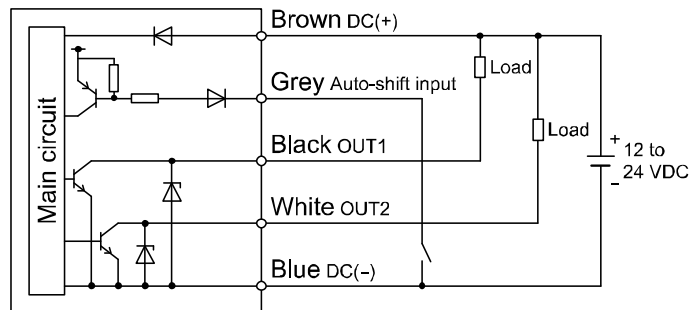 Main circuit
Brown DC(+)
Load
Grey Auto-shift input
Load
Black OUT1
+
12 to
24 VDC
−
White OUT2
Blue DC(−)